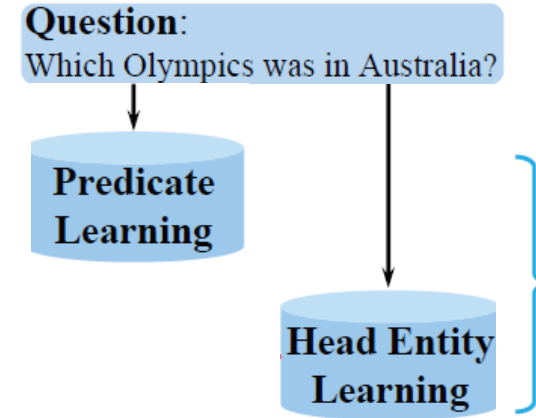 Question:
Which Olympics was in Australia?
Predicate
Learning
Head Entity
Learning